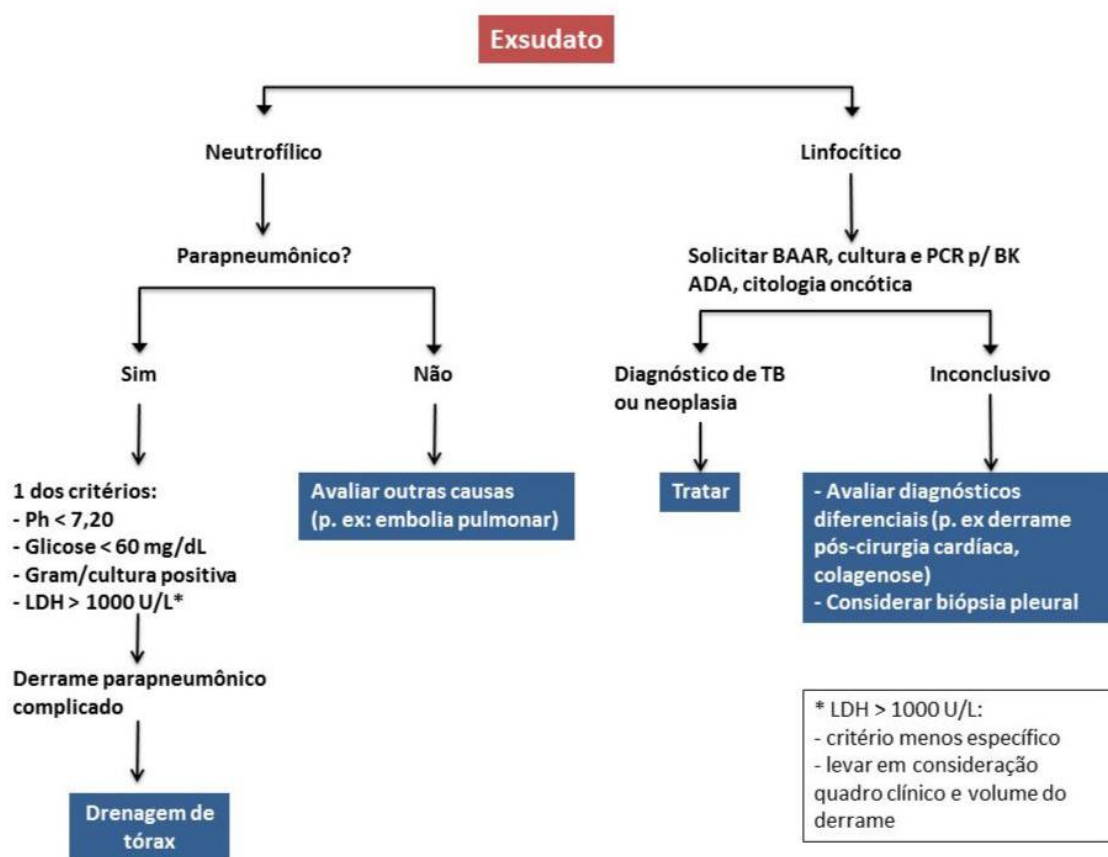 Exsudato
Neutrofílico
Linfocítico
Parapneumônico?
Solicitar BAAR, cultura e PCR p/ BK
ADA, citologia oncótica
Sim
Não
Diagnóstico de TB
ou neoplasia
Inconclusivo
1 dos critérios:
- Ph < 7,20
- Glicose < 60 mg/dL
- Gram/cultura positiva
- LDH > 1000 U/L*
Avaliar outras causas
(p. ex: embolia pulmonar)
Tratar
- Avaliar diagnósticos
diferenciais (p. ex derrame
pós-cirurgia cardíaca,
colagenose)
- Considerar biópsia pleural
Derrame parapneumônico
complicado
Drenagem de
tórax
* LDH > 1000 U/L:
- critério menos específico
- levar em consideração
quadro clínico e volume do
derrame